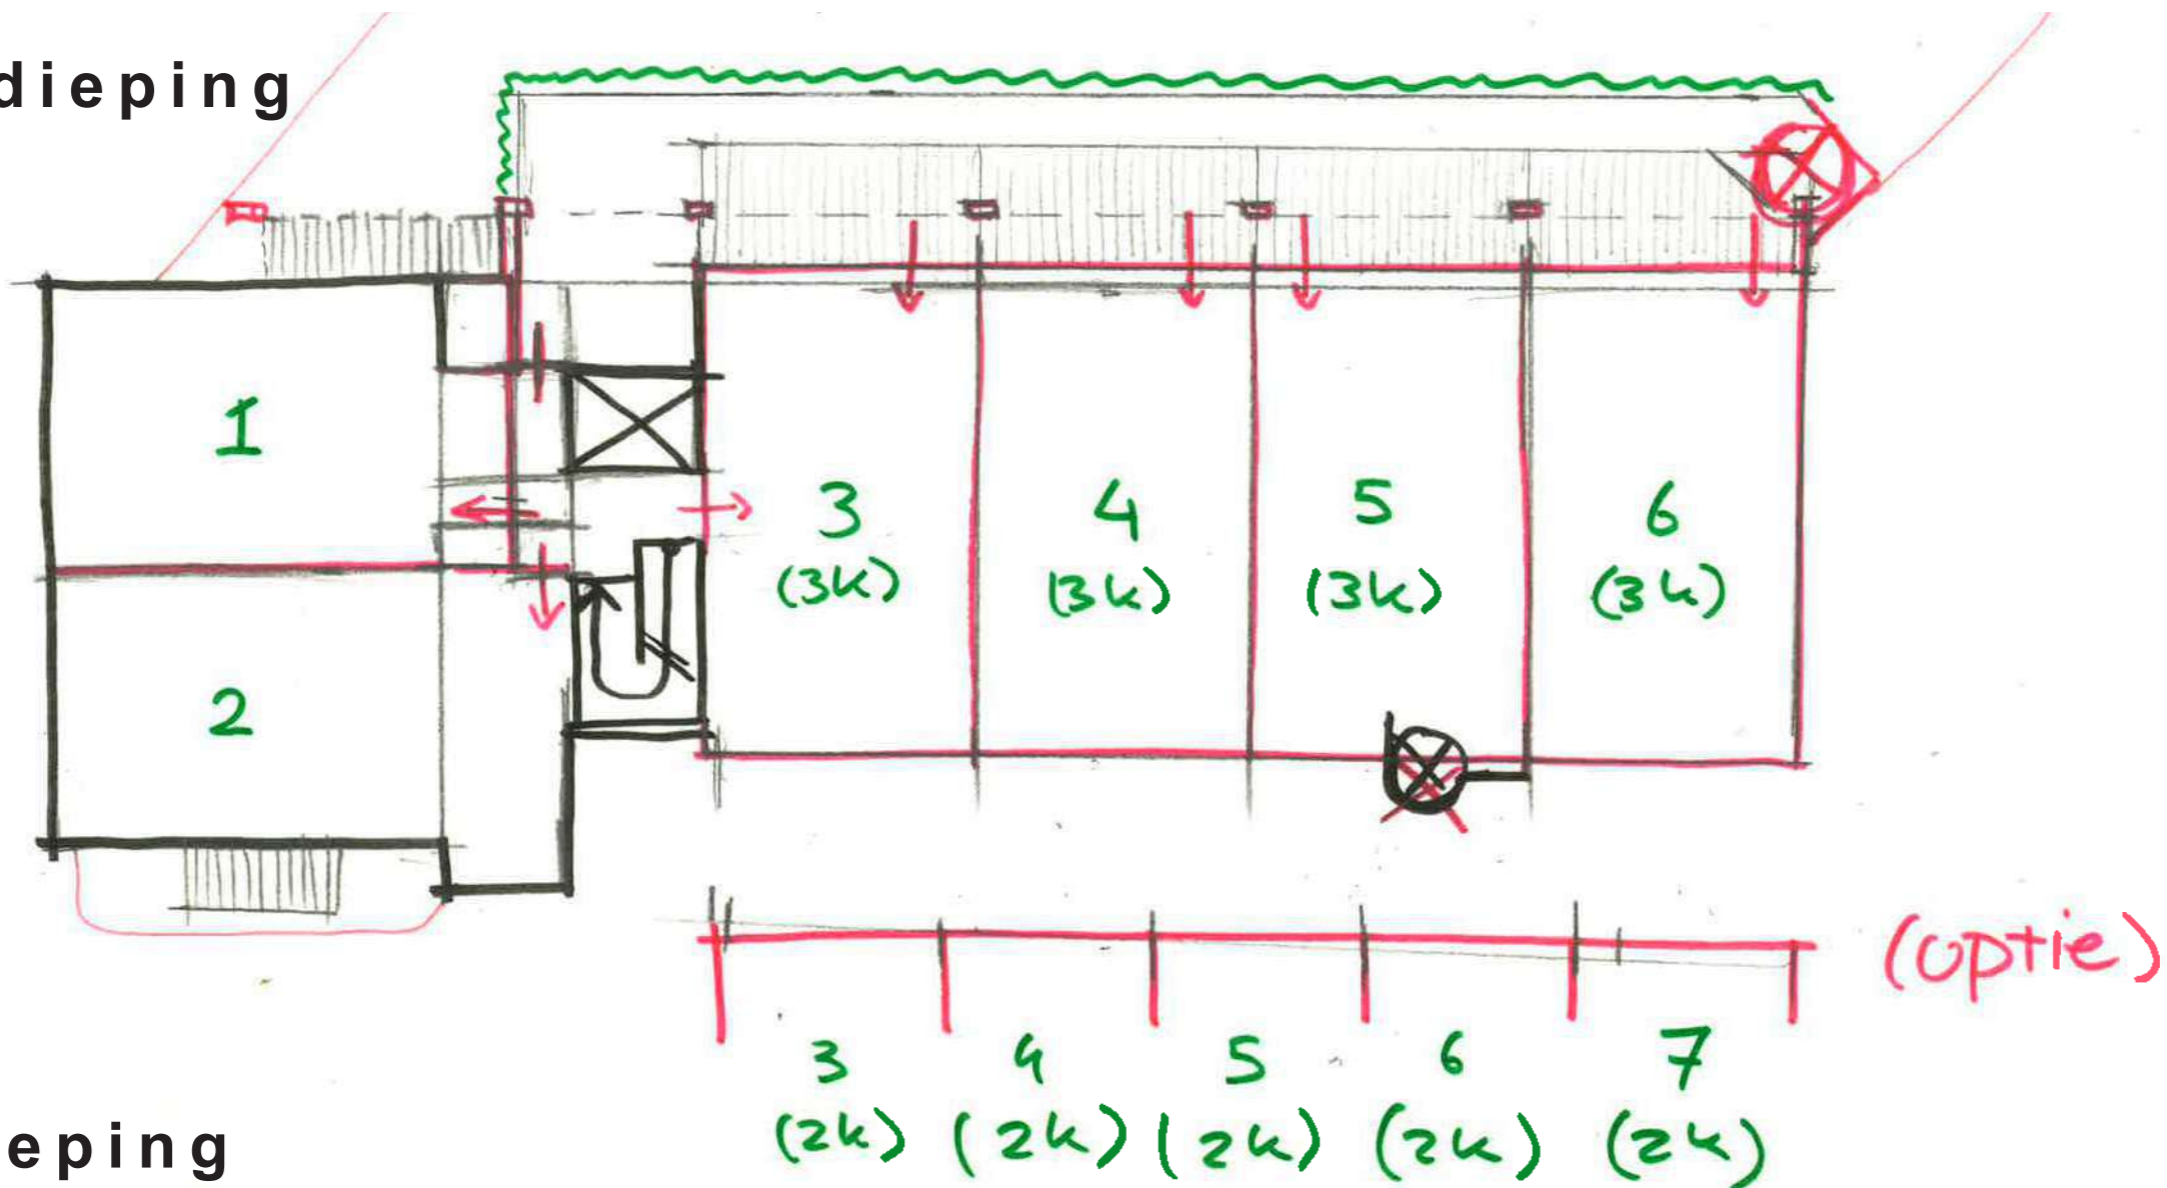 dieping
1
3 4 5 6
(3k) (3k) (3k) (3k)
2
(optie)
3 4 5 6 7
(2k) (2k) (2k) (2k) (2k)
eping